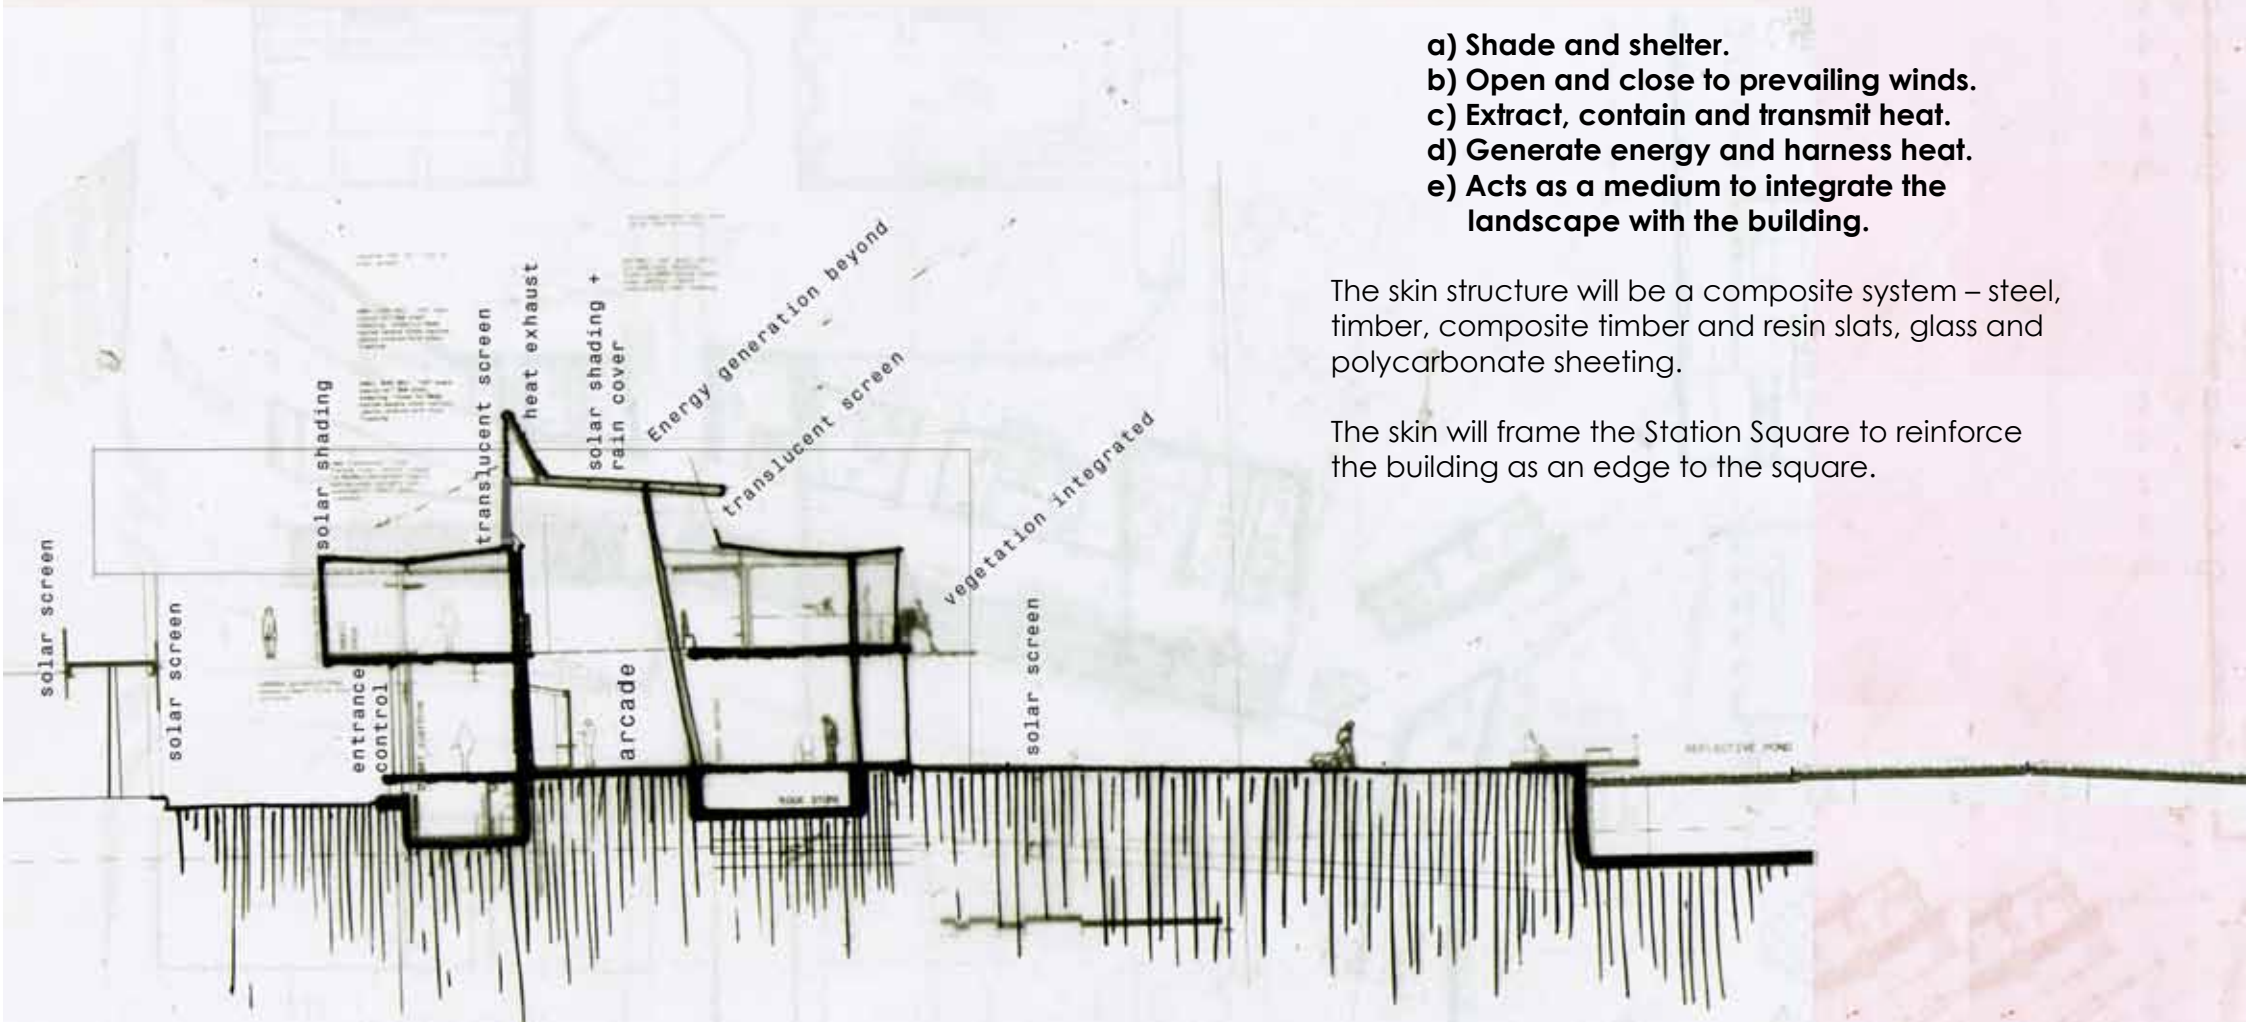 a) Shade and shelter.
b) Open and close to prevailing winds.
c) Extract, contain and transmit heat.
d) Generate energy and harness heat.
e) Acts as a medium to integrate the
landscape with the building.
The skin structure will be a composite system – steel,
timber, composite timber and resin slats, glass and
polycarbonate sheeting.
The skin will frame the Station Square to reinforce
the building as an edge to the square.
solar screen
solar screen
solar shading
entrance
control
translucent screen
heat exhaust
solar shading +
rain cover
arcade
Energy generation beyond
translucent screen
vegetation integrated
solar screen
REFLECTIVE POND
ROCK STORE